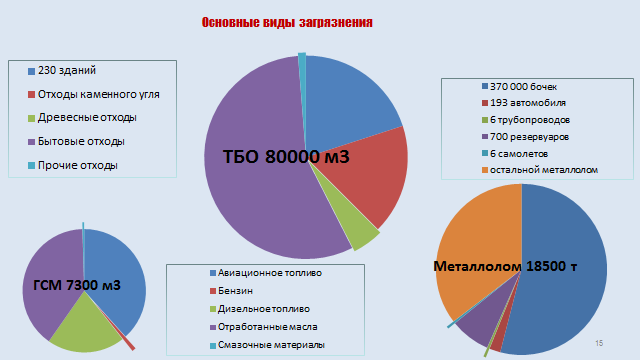 Основные виды загрязнения
230 зданий
Отходы каменного угля
Древесные отходы
Бытовые отходы
Прочие отходы
ТБО 80000 м3
370 000 бочек
193 автомобиля
6 трубопроводов
700 резервуаров
6 самолетов
остальной металлолом
ГСМ 7300 м3
Авиационное топливо
Бензин
Дизельное топливо
Отработанные масла
Смазочные материалы
Металлолом 18500 т
15